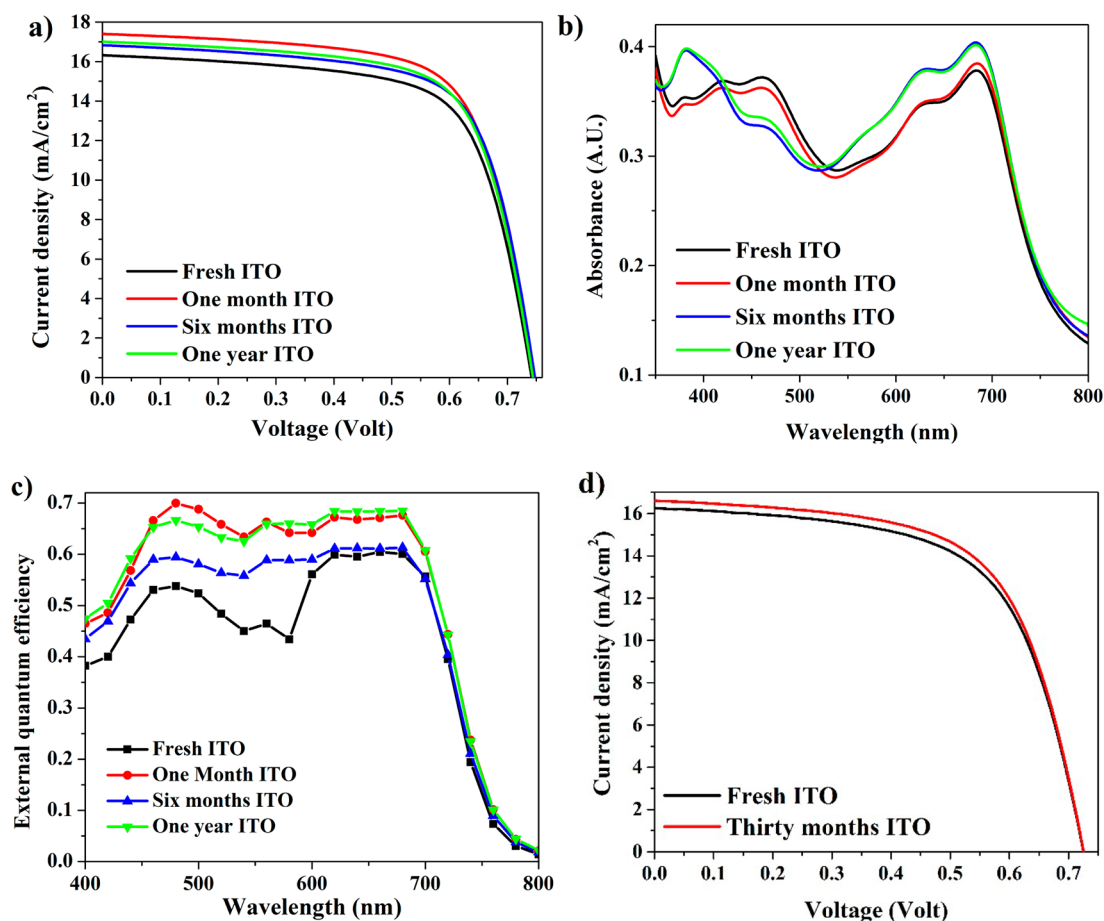 a)
Current density (mA/cm²)
18
16
14
12
10
8
6
4
2
0
Fresh ITO
One month ITO
Six months ITO
One year ITO
0.0 0.1 0.2 0.3 0.4 0.5 0.6 0.7
Voltage (Volt)
b)
Absorbance (A.U.)
0.4
0.3
0.2
0.1
Fresh ITO
One month ITO
Six months ITO
One year ITO
400 500 600 700 800
Wavelength (nm)
c)
External quantum efficiency
0.7
0.6
0.5
0.4
0.3
0.2
0.1
0.0
Fresh ITO
One Month ITO
Six months ITO
One year ITO
400 500 600 700 800
Wavelength (nm)
d)
Current density (mA/cm²)
16
14
12
10
8
6
4
2
0
Fresh ITO
Thirty months ITO
0.0 0.1 0.2 0.3 0.4 0.5 0.6 0.7
Voltage (Volt)